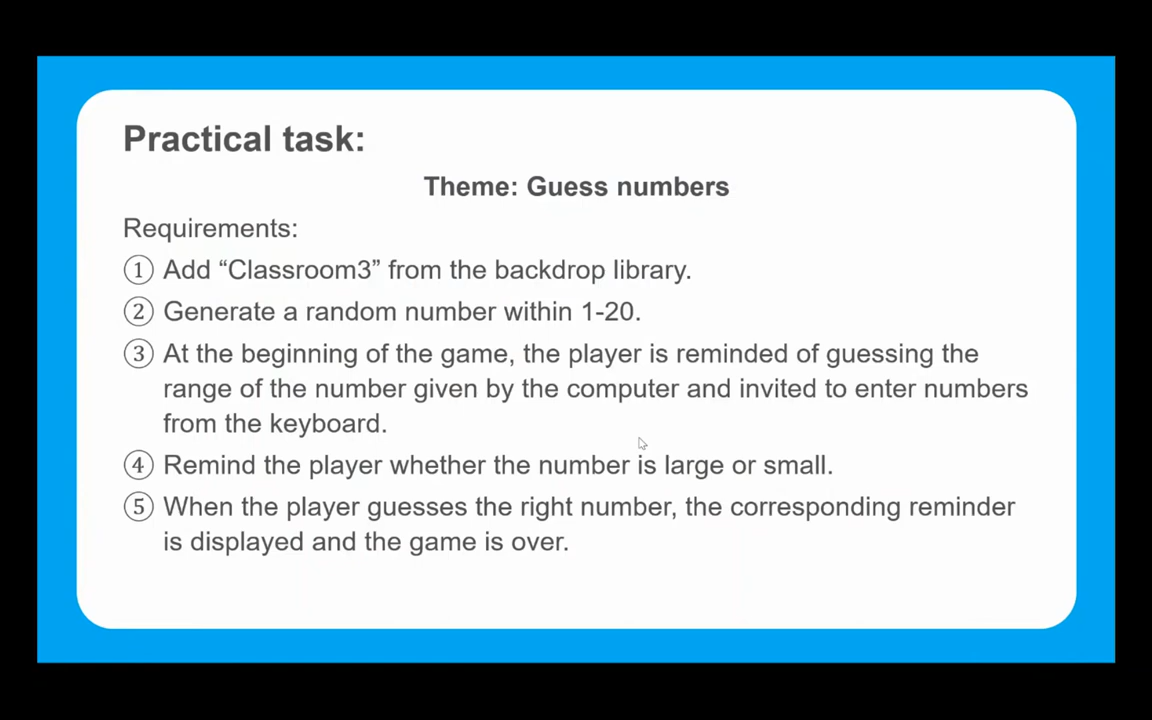 Practical task:
Theme: Guess numbers
Requirements:
① Add “Classroom3” from the backdrop library.
② Generate a random number within 1-20.
③ At the beginning of the game, the player is reminded of guessing the
range of the number given by the computer and invited to enter numbers
from the keyboard.
④ Remind the player whether the number is large or small.
⑤ When the player guesses the right number, the corresponding reminder
is displayed and the game is over.